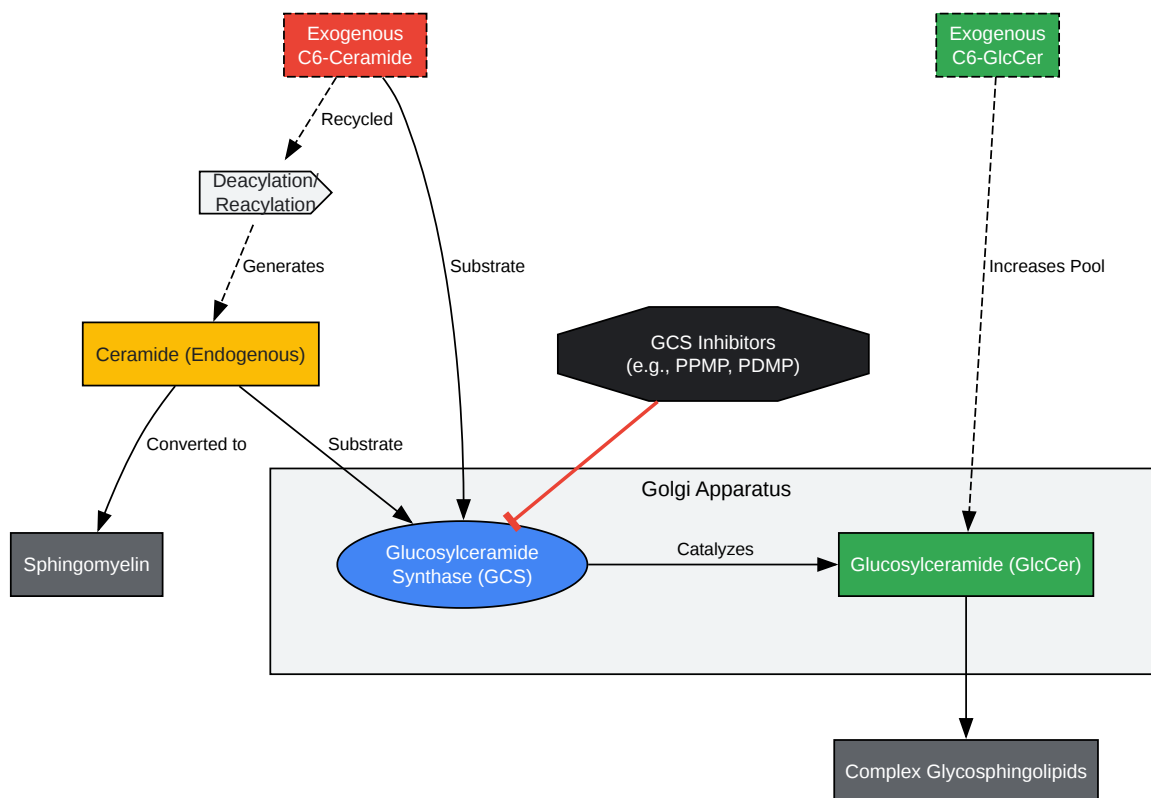 Exogenous
C6-Ceramide
Exogenous
C6-GlcCer
Recycled
Deacylation/
Reacylation
Generates
Substrate
Increases Pool
Ceramide (Endogenous)
GCS Inhibitors
(e.g., PPMP, PDMP)
Converted to
Substrate
Golgi Apparatus
Sphingomyelin
Glucosylceramide
Synthase (GCS)
Catalyzes
Glucosylceramide (GlcCer)
Complex Glycosphingolipids